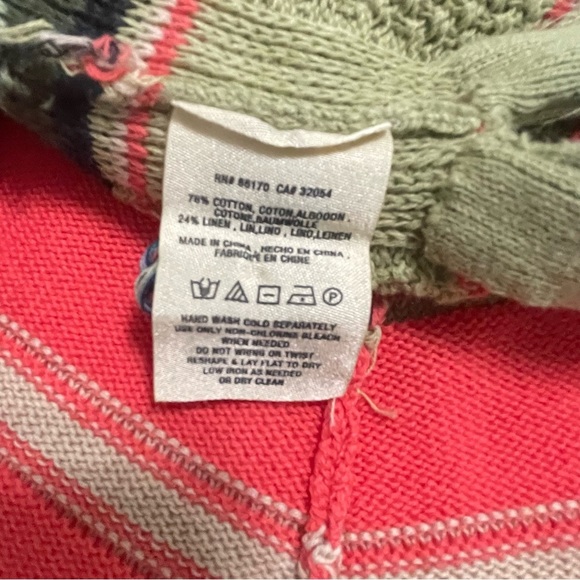 RN# 66170 CA# 32054
76% COTTON, COTON, ALGODON,
COTONE, BAUMWOLLE
24% LINEN, LIN, LINO, LINO, LEINEN
MADE IN CHINA, HECHO EN CHINA,
FABRIQUE EN CHINE
P
HAND WASH COLD SEPARATELY
USE ONLY NON-CHLORINE BLEACH
WHEN NEEDED
DO NOT WRING OR TWIST
RESHAPE & LAY FLAT TO DRY
LOW IRON AS NEEDED
OR DRY CLEAN